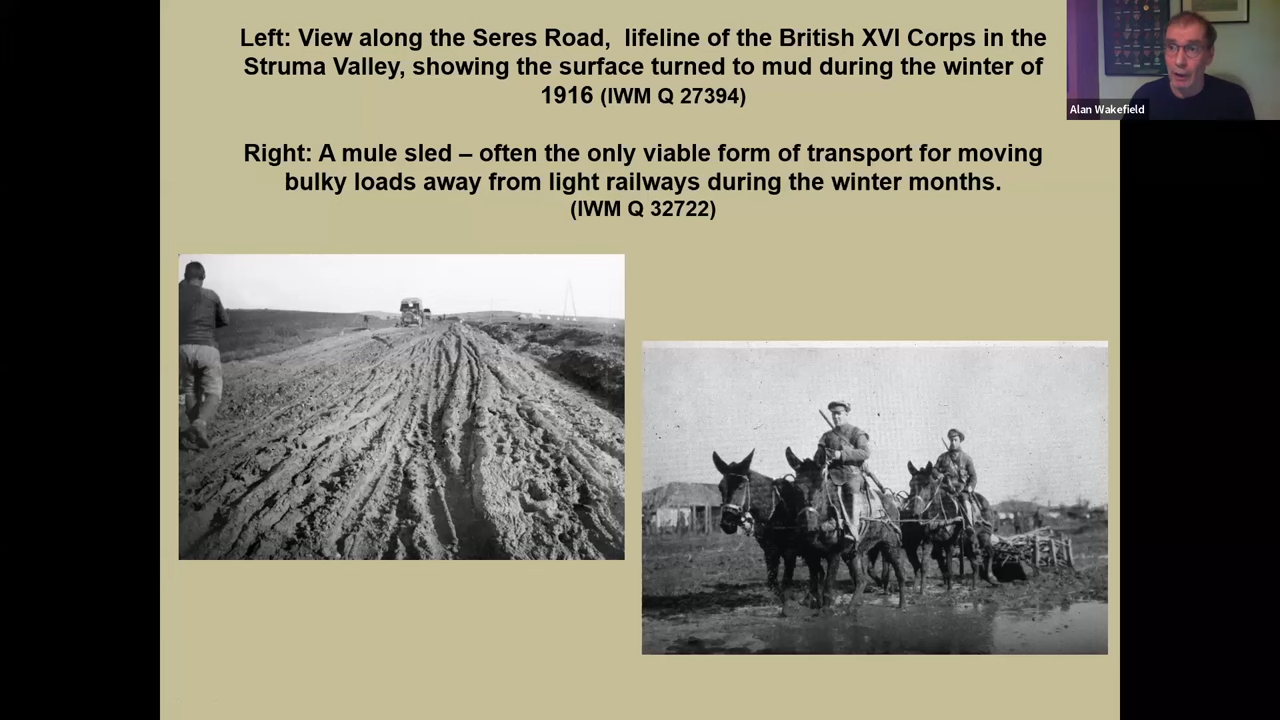 Left: View along the Seres Road, lifeline of the British XVI Corps in the
Struma Valley, showing the surface turned to mud during the winter of
1916 (IWM Q 27394)
Right: A mule sled – often the only viable form of transport for moving
bulky loads away from light railways during the winter months.
(IWM Q 32722)
Alan Wakefield